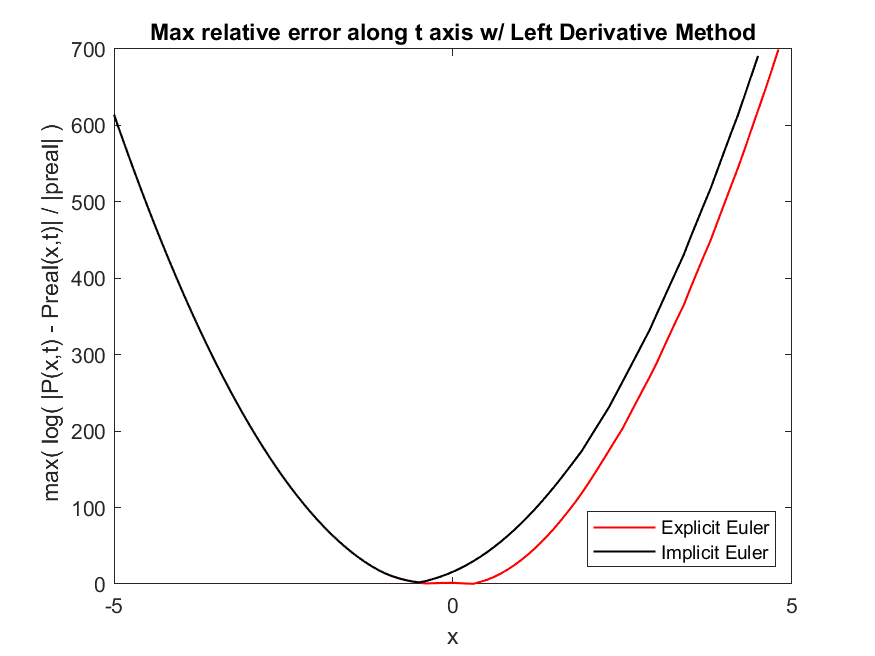 Max relative error along t axis w/ Left Derivative Method
max( log( |P(x,t) - Preal(x,t)| / |preal| )
700
600
500
400
300
200
100
0
-5
0
5
x
Explicit Euler
Implicit Euler